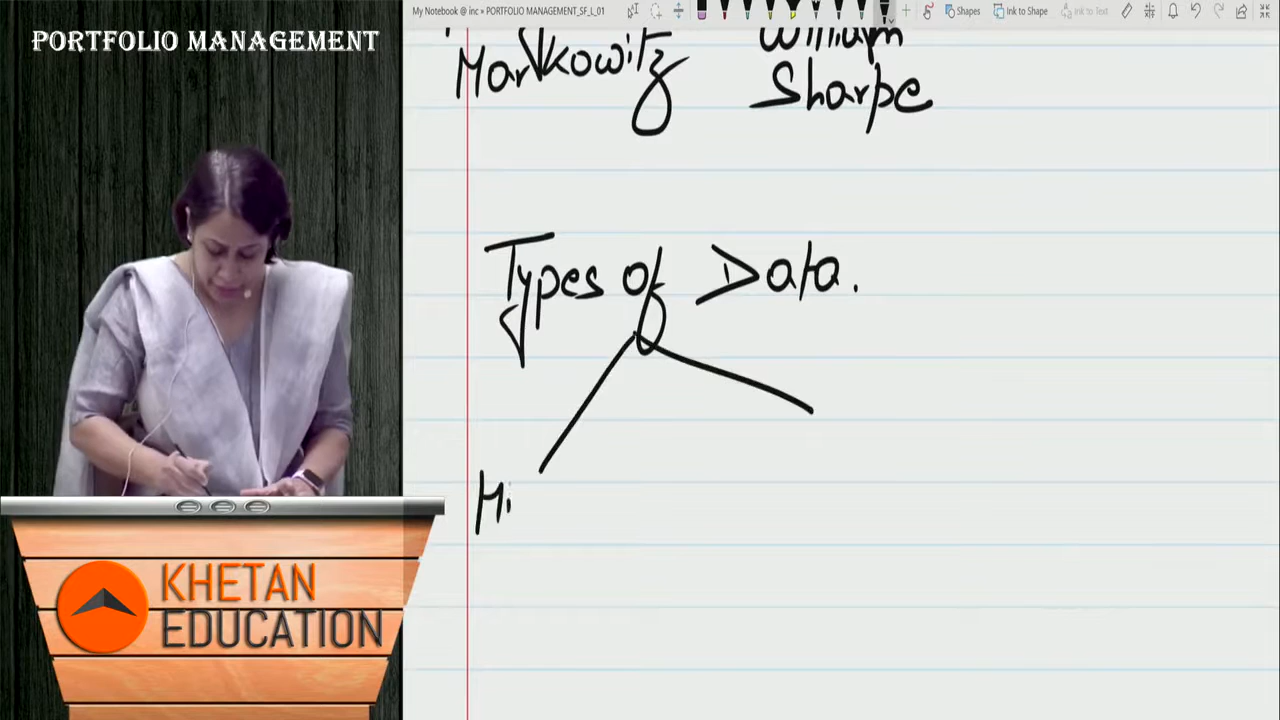 My Notebook @ inc » PORTFOLIO MANAGEMENT_SF_L_01
Shapes
Ink to Shape
Ink to Text
PORTFOLIO MANAGEMENT
Markowitz
William
Sharpe
Types of Data.
Hi
KHETAN
EDUCATION